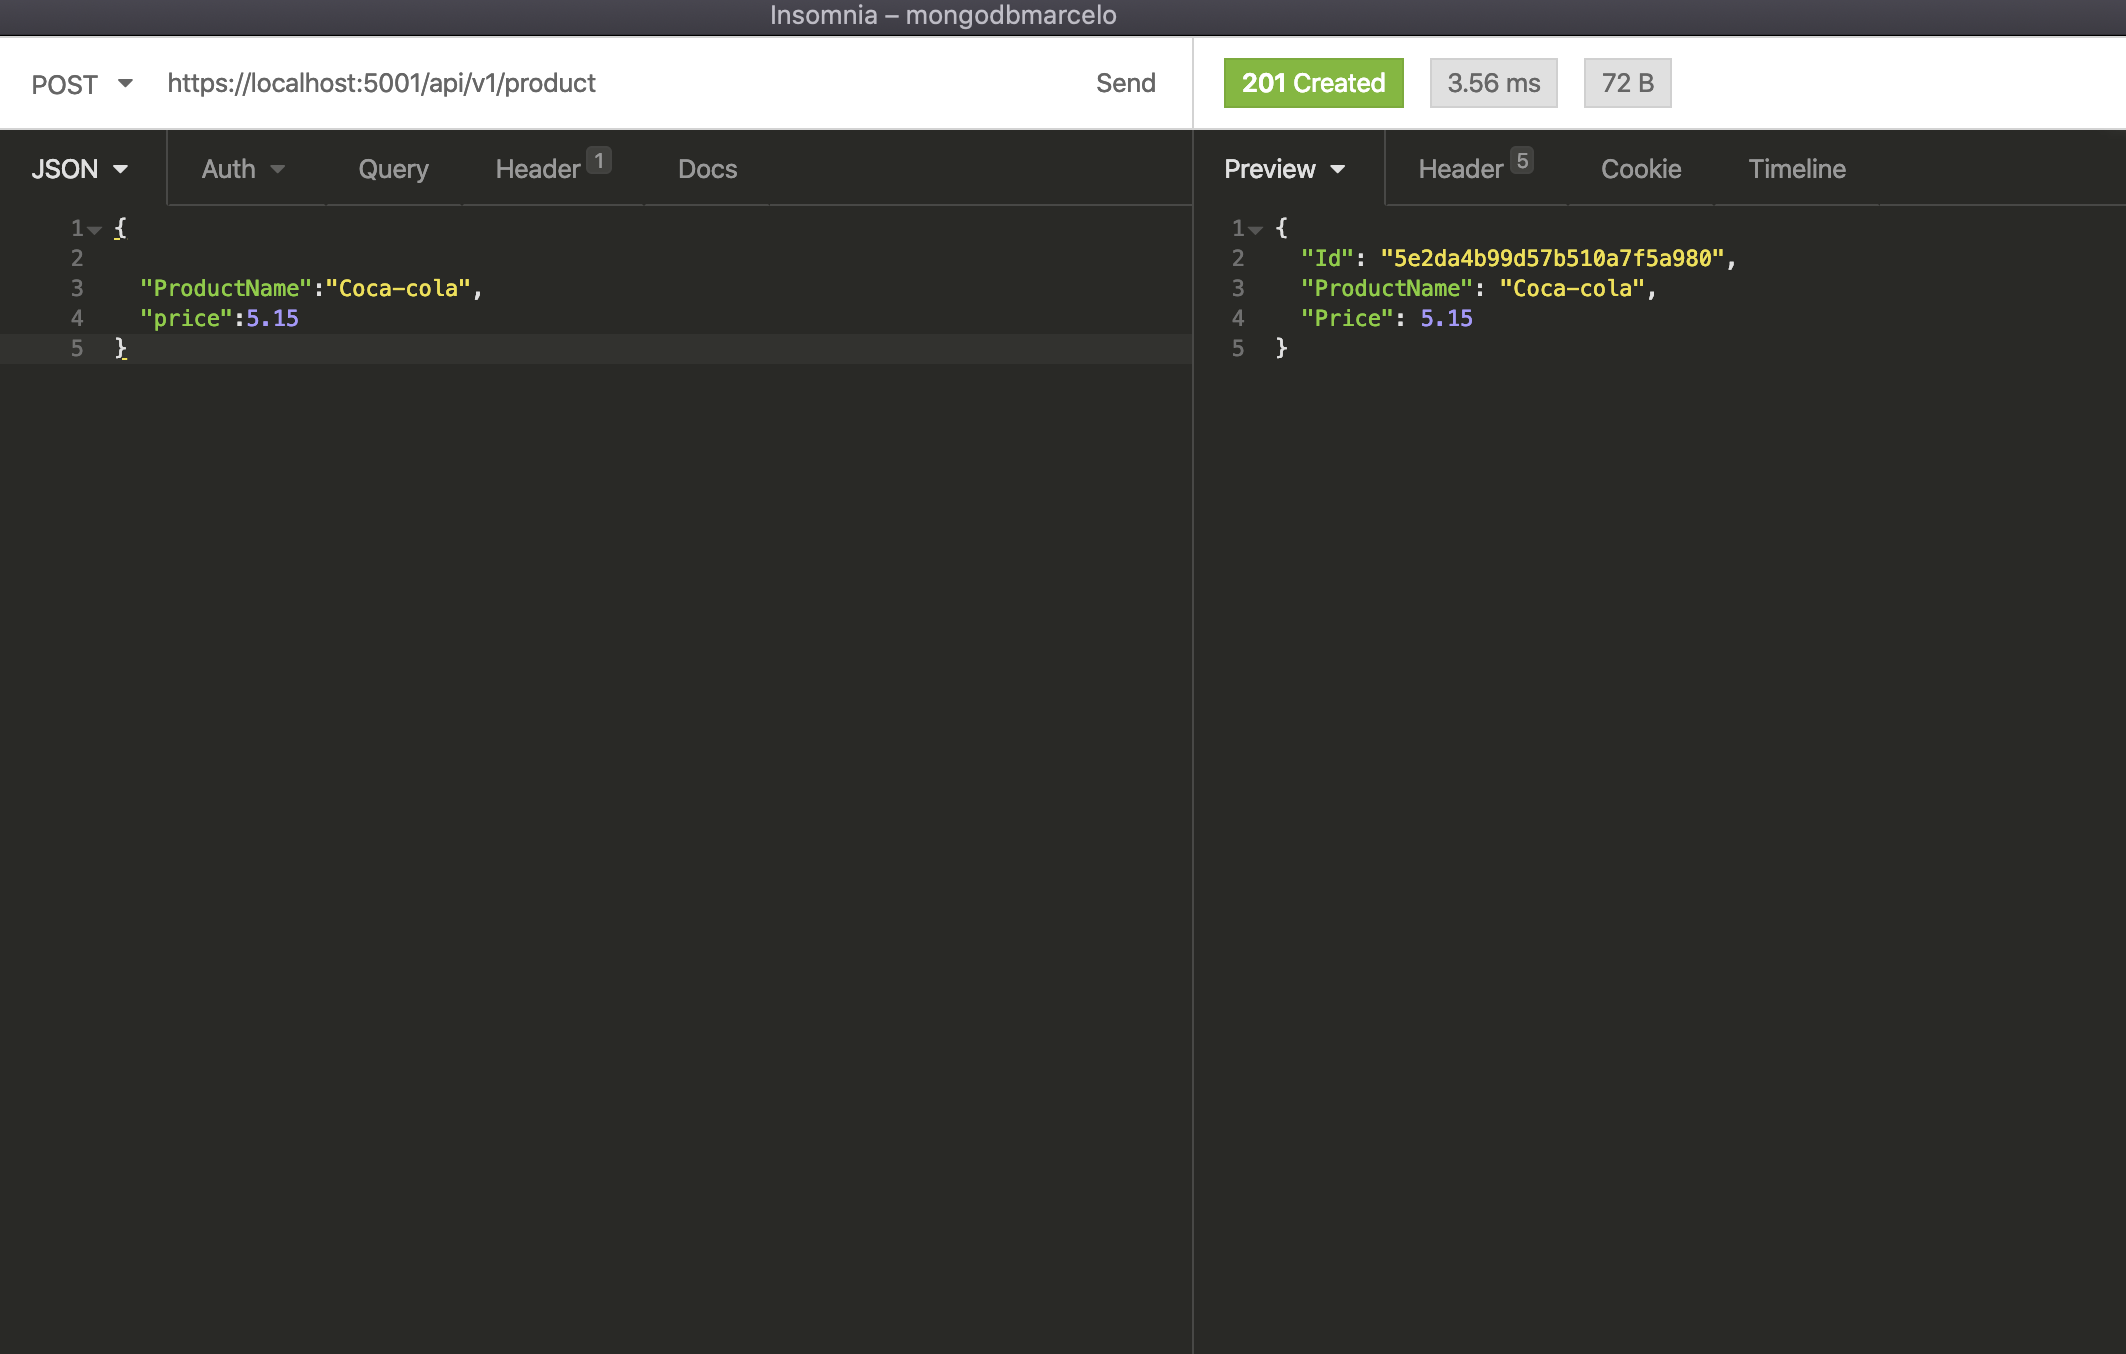 Insomnia – mongodbmarcelo
POST https://localhost:5001/api/v1/product Send
201 Created 3.56 ms 72 B
JSON Auth Query Header 1 Docs
1 {
2
3 "ProductName":"Coca-cola",
4 "price":5.15
5 }
Preview Header 5 Cookie Timeline
1 {
2 "Id": "5e2da4b99d57b510a7f5a980",
3 "ProductName": "Coca-cola",
4 "Price": 5.15
5 }